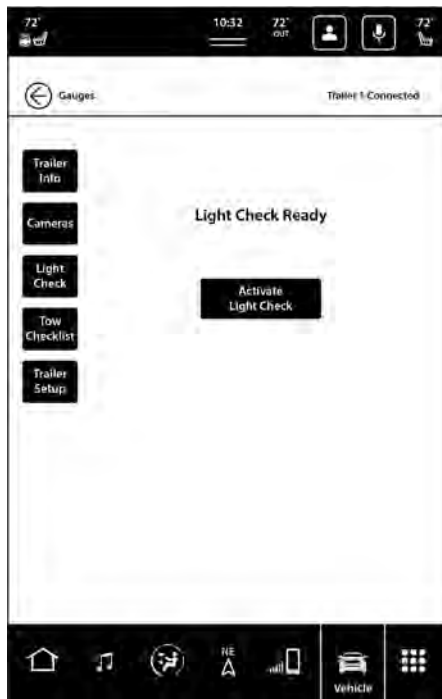 72°
10:32
72°
OUT
72°
Gauges
Trailer 1 Connected
Trailer
Info
Cameras
Light
Check
Tow
Checklist
Trailer
Setup
Light Check Ready
Activate
Light Check
NE
Vehicle